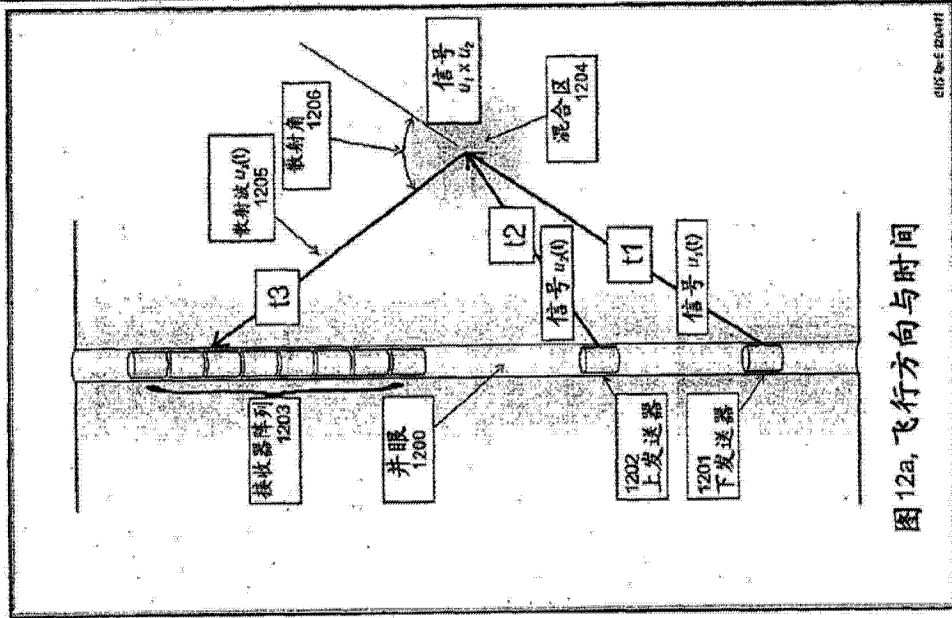 散射波 u₃(t)
1205
散射角
1206
信号
u₁ x u₂
混合区
1204
t3
t2
t1
信号 u₂(t)
信号 u₁(t)
接收器阵列
1203
井眼
1200
1202
上发送器
1201
下发送器
图 12a, 飞行方向与时间